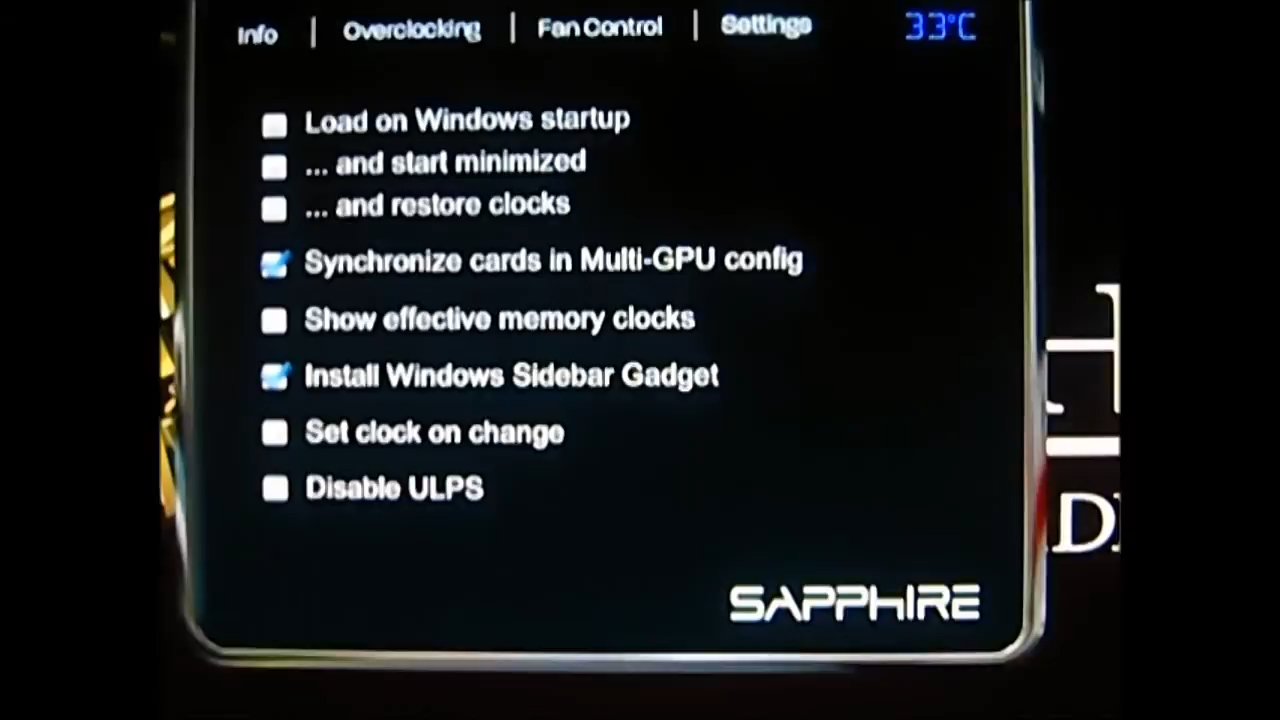 Info | Overclocking | Fan Control | Settings 33°C
Load on Windows startup
... and start minimized
... and restore clocks
Synchronize cards in Multi-GPU config
Show effective memory clocks
Install Windows Sidebar Gadget
Set clock on change
Disable ULPS
SAPPHIRE